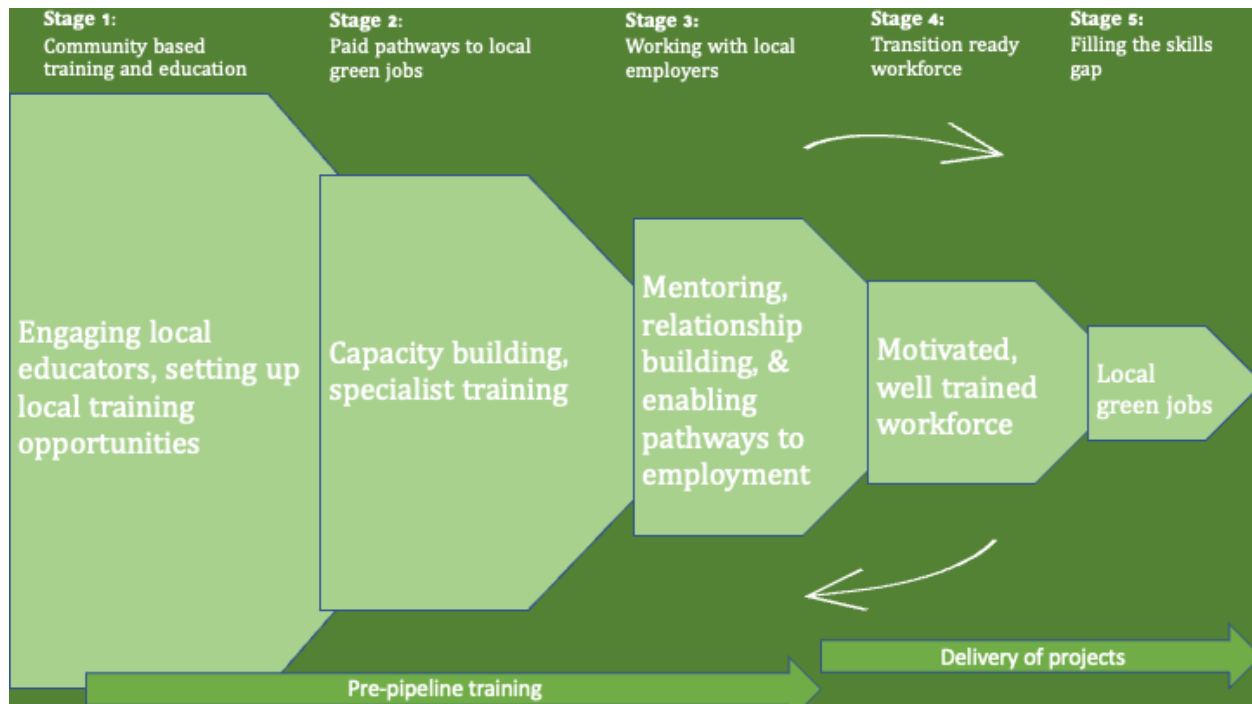 Stage 1:
Community based
training and education
Stage 2:
Paid pathways to local
green jobs
Stage 3:
Working with local
employers
Stage 4:
Transition ready
workforce
Stage 5:
Filling the skills
gap
Engaging local
educators, setting up
local training
opportunities
Capacity building,
specialist training
Mentoring,
relationship
building, &
enabling
pathways to
employment
Motivated,
well trained
workforce
Local
green jobs
Delivery of projects
Pre-pipeline training